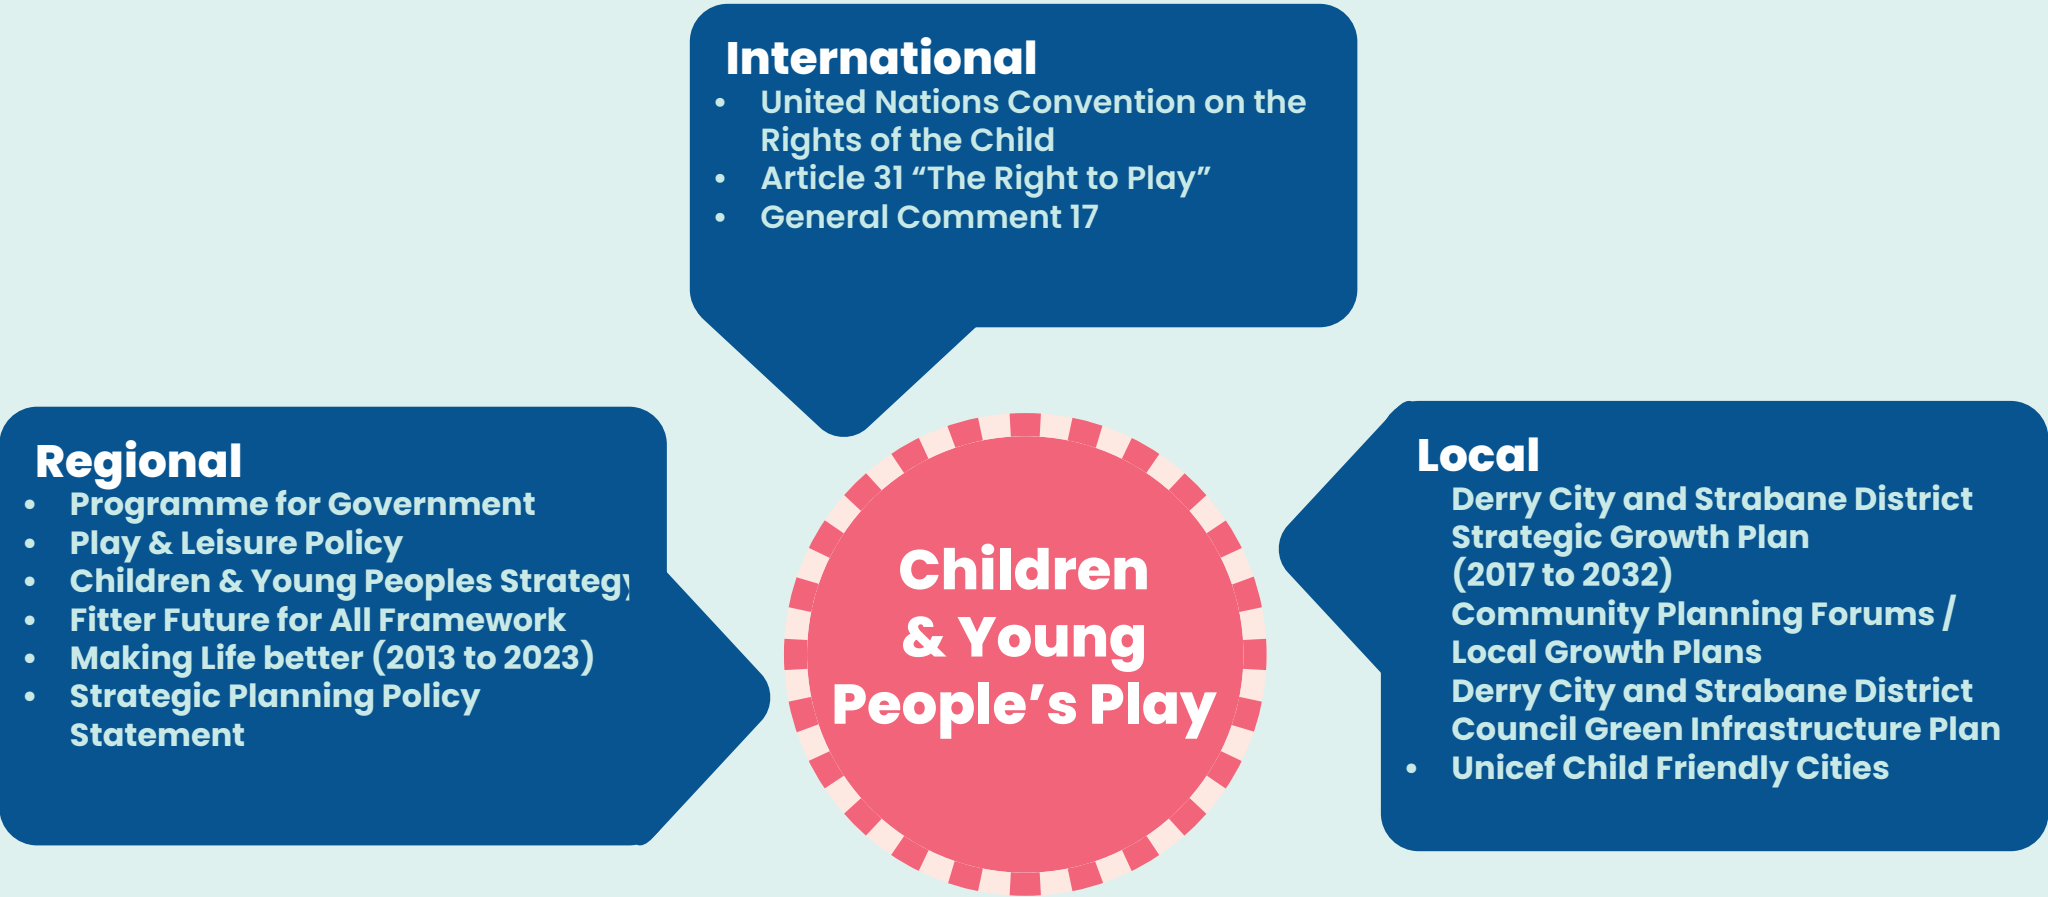 International
• United Nations Convention on the
Rights of the Child
• Article 31 “The Right to Play”
• General Comment 17
Regional
• Programme for Government
• Play & Leisure Policy
• Children & Young Peoples Strategy
• Fitter Future for All Framework
• Making Life better (2013 to 2023)
• Strategic Planning Policy
Statement
Children
& Young
People’s Play
Local
Derry City and Strabane District
Strategic Growth Plan
(2017 to 2032)
Community Planning Forums /
Local Growth Plans
Derry City and Strabane District
Council Green Infrastructure Plan
• Unicef Child Friendly Cities